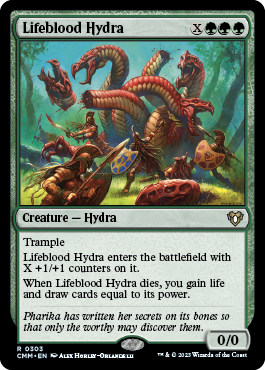 Lifeblood Hydra X
Creature — Hydra
Trample
Lifeblood Hydra enters the battlefield with
X +1/+1 counters on it.
When Lifeblood Hydra dies, you gain life
and draw cards equal to its power.
Pharika has written her secrets on its bones so
that only the worthy may discover them.
0/0
R 0303
CMM • EN Alex Horley-Orlandelli
™ & © 2023 Wizards of the Coast